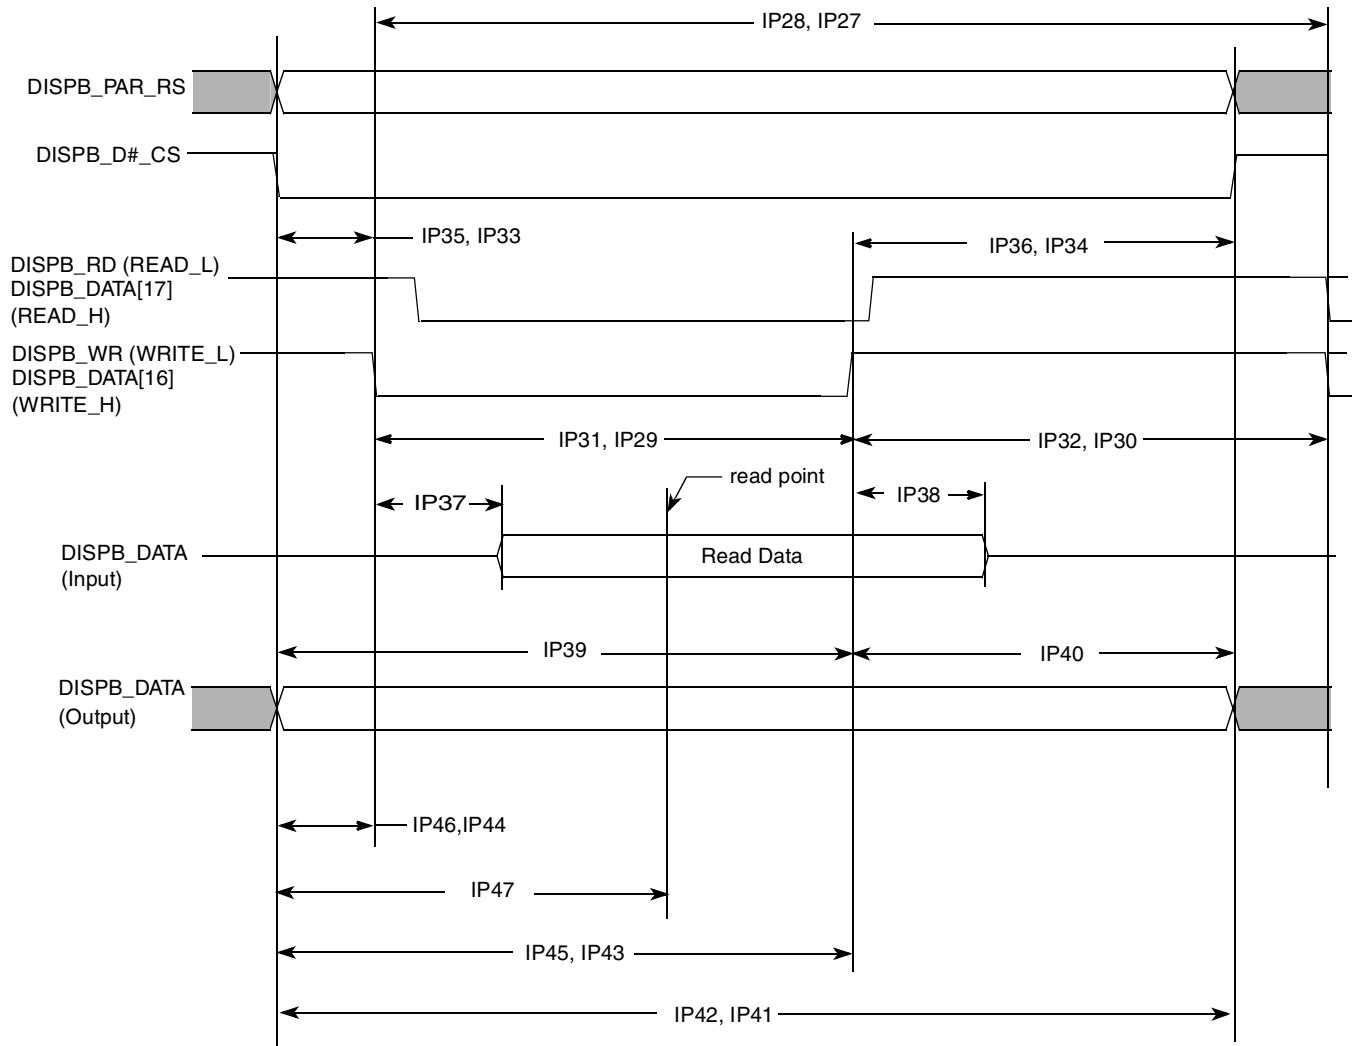 IP28, IP27
DISPB_PAR_RS
DISPB_D#_CS
IP35, IP33
IP36, IP34
DISPB_RD (READ_L)
DISPB_DATA[17]
(READ_H)
DISPB_WR (WRITE_L)
DISPB_DATA[16]
(WRITE_H)
IP31, IP29
IP32, IP30
read point
IP37
IP38
DISPB_DATA
(Input)
Read Data
IP39
IP40
DISPB_DATA
(Output)
IP46,IP44
IP47
IP45, IP43
IP42, IP41